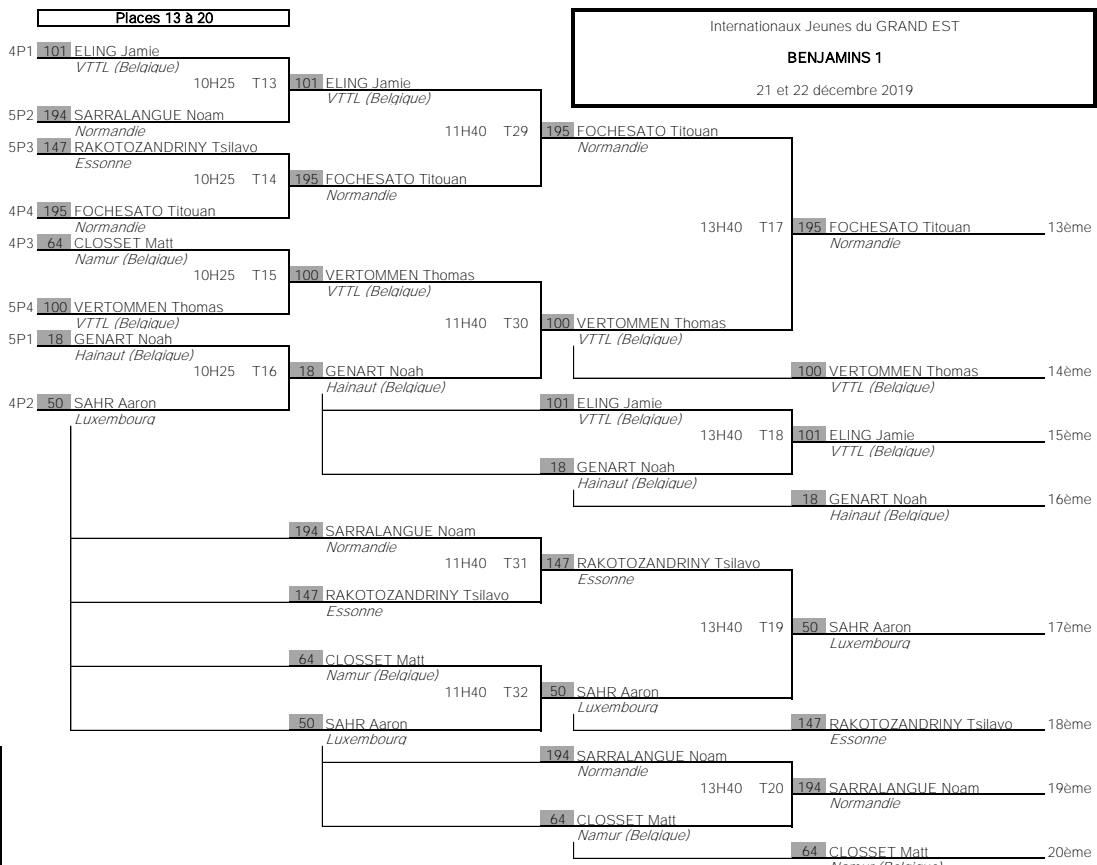 Places 13 à 20
Internationaux Jeunes du GRAND EST
BENJAMINS 1
21 et 22 décembre 2019
4P1 101 ELING Jamie
VTTL (Belgique)
10H25 T13 101 ELING Jamie
VTTL (Belgique)
5P2 194 SARRALANGUE Noam
Normandie
11H40 T29 195 FOCHESATO Titouan
Normandie
5P3 147 RAKOTOZANDRINY Tsilavo
Essonne
10H25 T14 195 FOCHESATO Titouan
Normandie
4P4 195 FOCHESATO Titouan
Normandie
13H40 T17 195 FOCHESATO Titouan 13ème
Normandie
4P3 64 CLOSSET Matt
Namur (Belgique)
10H25 T15 100 VERTOMMEN Thomas
VTTL (Belgique)
5P4 100 VERTOMMEN Thomas
VTTL (Belgique)
11H40 T30 100 VERTOMMEN Thomas
VTTL (Belgique)
5P1 18 GENART Noah
Hainaut (Belgique)
10H25 T16 18 GENART Noah
Hainaut (Belgique)
100 VERTOMMEN Thomas 14ème
VTTL (Belgique)
4P2 50 SAHR Aaron
Luxembourg
101 ELING Jamie
VTTL (Belgique)
13H40 T18 101 ELING Jamie 15ème
VTTL (Belgique)
18 GENART Noah
Hainaut (Belgique)
18 GENART Noah 16ème
Hainaut (Belgique)
194 SARRALANGUE Noam
Normandie
11H40 T31 147 RAKOTOZANDRINY Tsilavo
Essonne
147 RAKOTOZANDRINY Tsilavo
Essonne
13H40 T19 50 SAHR Aaron 17ème
Luxembourg
64 CLOSSET Matt
Namur (Belgique)
11H40 T32 50 SAHR Aaron
Luxembourg
50 SAHR Aaron
Luxembourg
147 RAKOTOZANDRINY Tsilavo 18ème
Essonne
194 SARRALANGUE Noam
Normandie
13H40 T20 194 SARRALANGUE Noam 19ème
Normandie
64 CLOSSET Matt
Namur (Belgique)
64 CLOSSET Matt 20ème
Namur (Belgique)